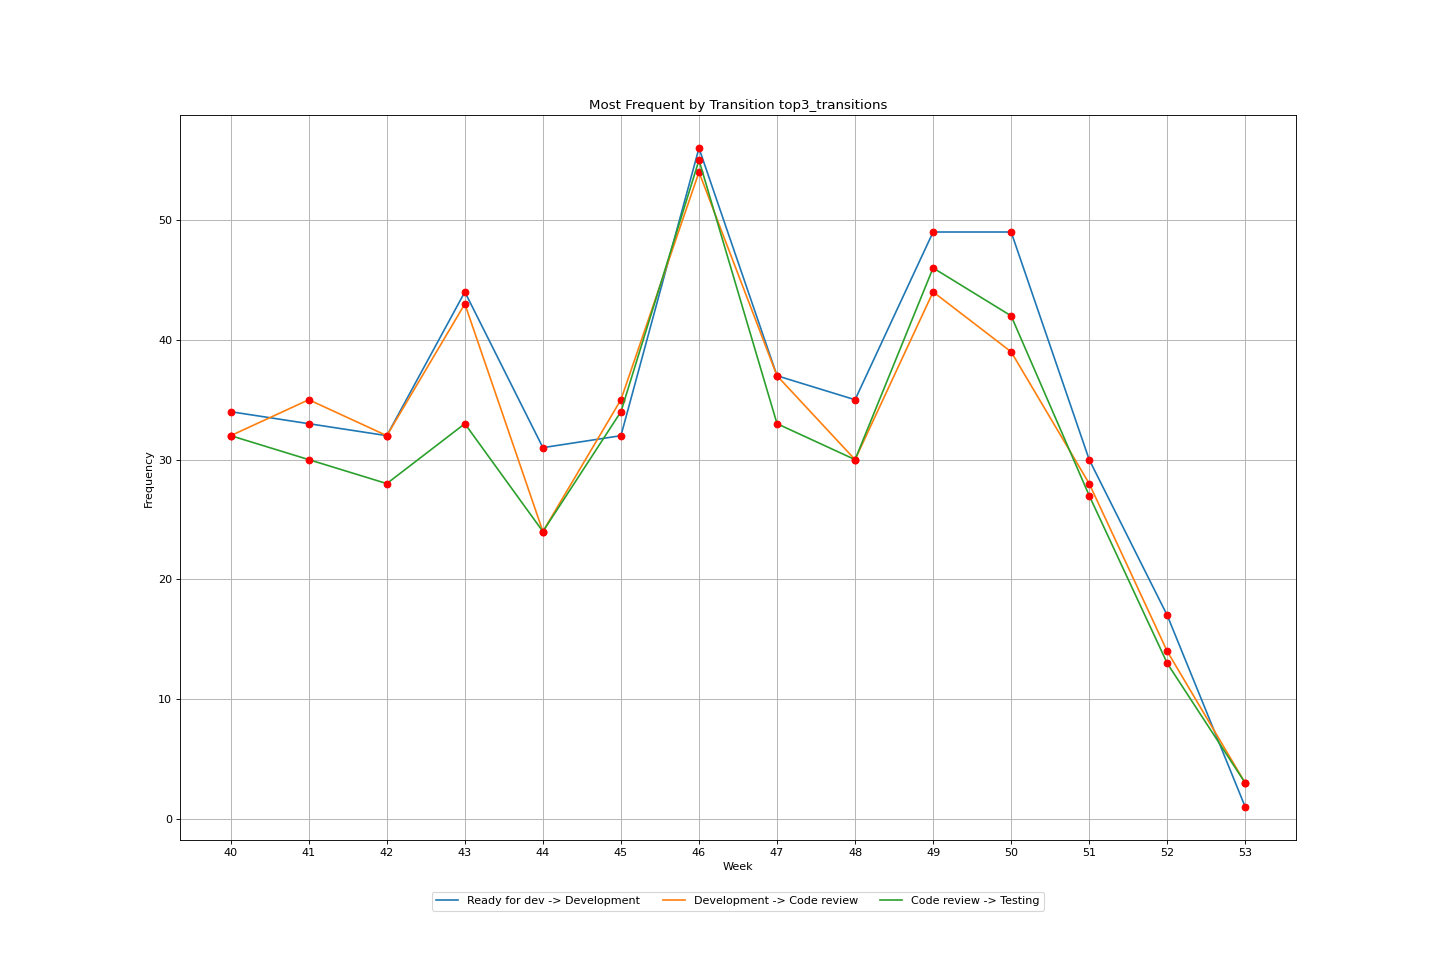 Most Frequent by Transition top3_transitions
Frequency
50
40
30
20
10
0
40 41 42 43 44 45 46 47 48 49 50 51 52 53
Week
Ready for dev -> Development Development -> Code review Code review -> Testing